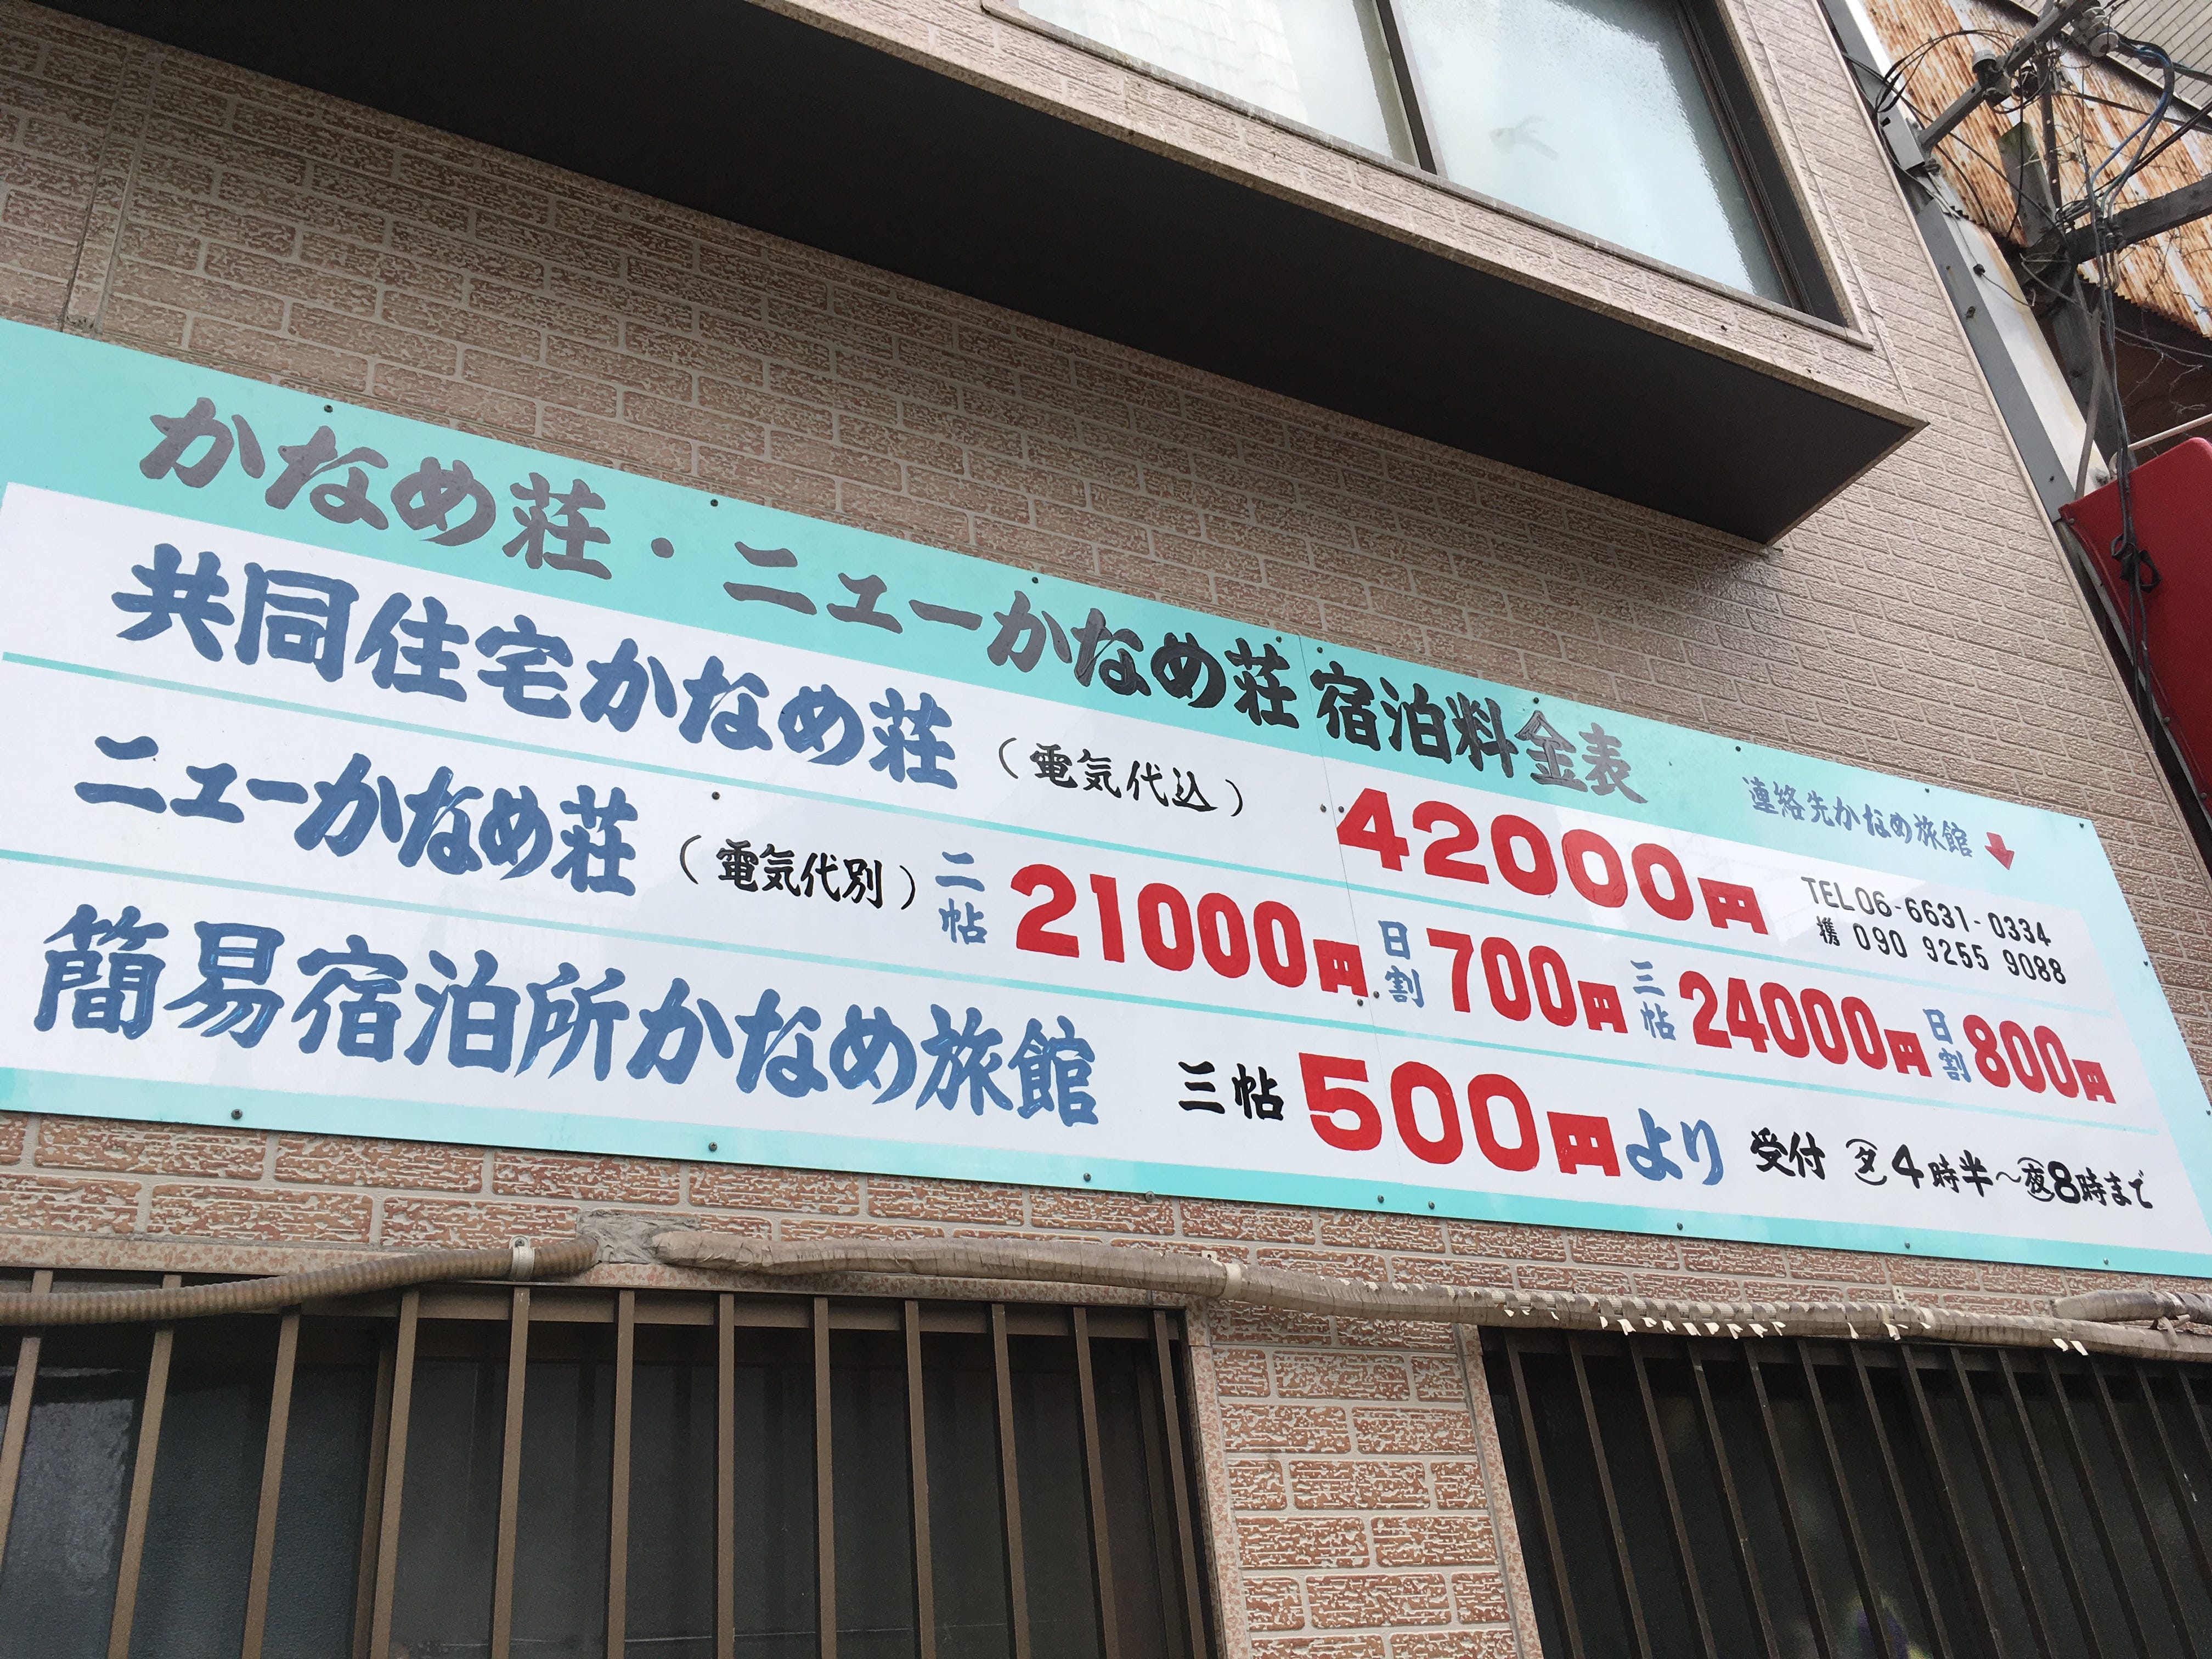 かなめ荘・ニューかなめ荘 宿泊料金表
連絡先かなめ旅館
共同住宅かなめ荘 (電気代込) 42000円
TEL06-6631-0334
携 090 9255 9088
ニューかなめ荘 (電気代別) 二帖 21000円 日割 700円 三帖 24000円 日割 800円
簡易宿泊所かなめ旅館 三帖 500円より 受付 夕4時半~夜8時まで